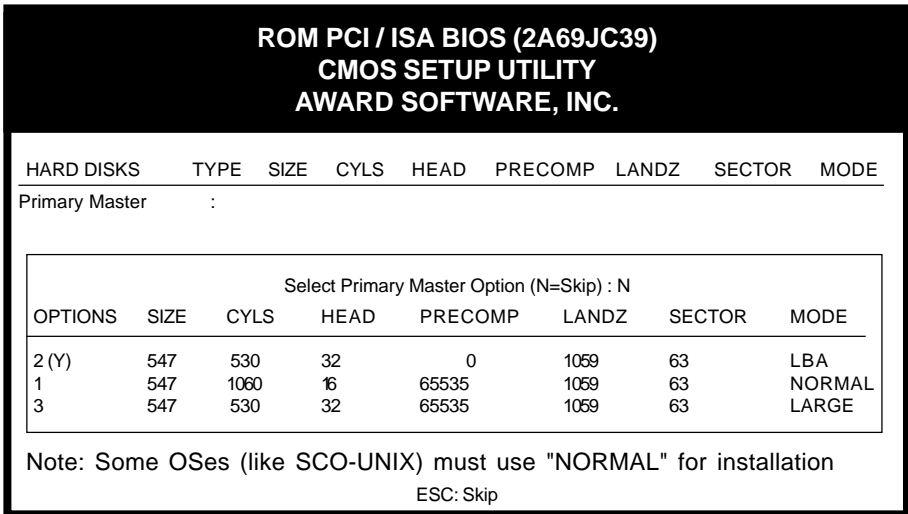 ROM PCI / ISA BIOS (2A69JC39)
CMOS SETUP UTILITY
AWARD SOFTWARE, INC.
HARD DISKS TYPE SIZE CYLS HEAD PRECOMP LANDZ SECTOR MODE
Primary Master :
Select Primary Master Option (N=Skip) : N
OPTIONS SIZE CYLS HEAD PRECOMP LANDZ SECTOR MODE
2 (Y) 547 530 32 0 1059 63 LBA
1 547 1060 16 65535 1059 63 NORMAL
3 547 530 32 65535 1059 63 LARGE
Note: Some OSes (like SCO-UNIX) must use "NORMAL" for installation
ESC: Skip